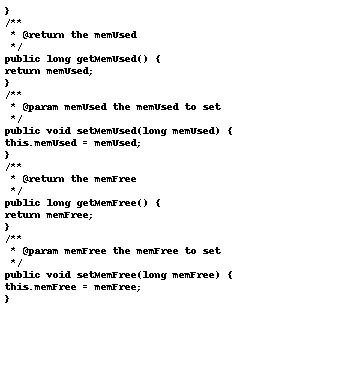 }
/**
 * @return the memUsed
 */
public long getMemUsed() {
return memUsed;
}
/**
 * @param memUsed the memUsed to set
 */
public void setMemUsed(long memUsed) {
this.memUsed = memUsed;
}
/**
 * @return the memFree
 */
public long getMemFree() {
return memFree;
}
/**
 * @param memFree the memFree to set
 */
public void setMemFree(long memFree) {
this.memFree = memFree;
}